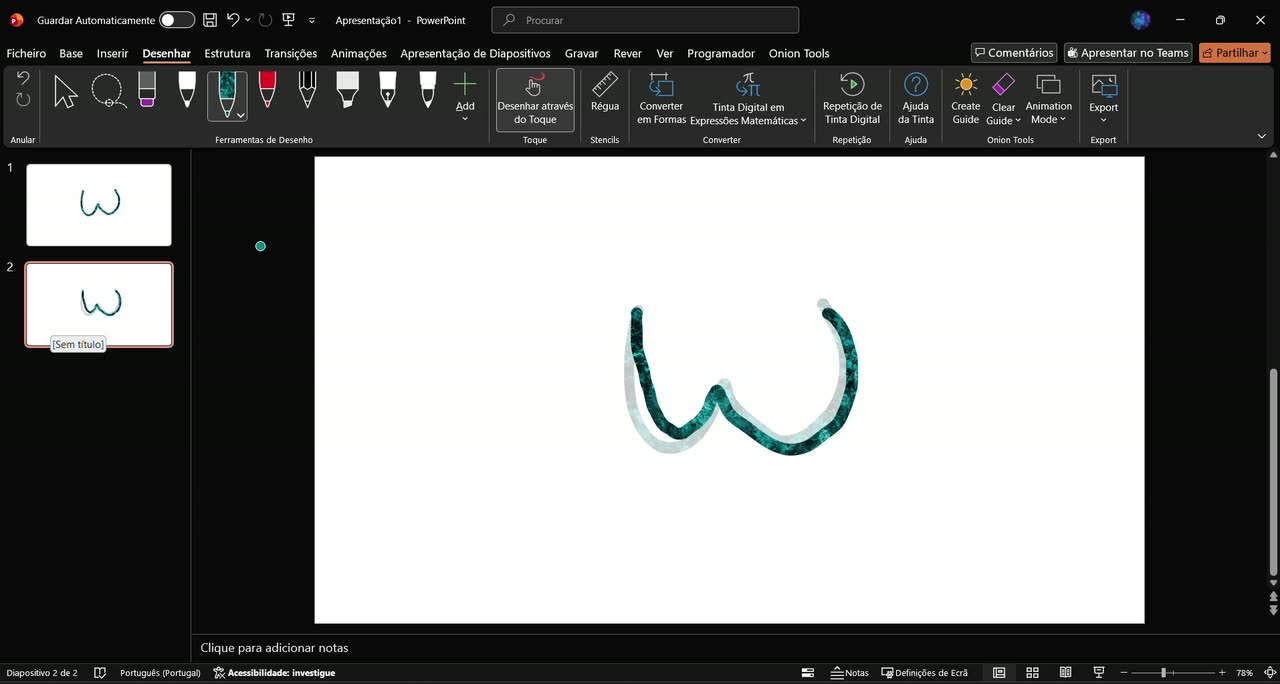 Guardar Automaticamente Apresentação1 - PowerPoint Procurar
Ficheiro Base Inserir Desenhar Estrutura Transições Animações Apresentação de Diapositivos Gravar Rever Ver Programador Onion Tools Comentários Apresentar no Teams Partilhar
Add
Desenhar através do Toque
Régua
Converter em Formas
Tinta Digital em Expressões Matemáticas
Repetição de Tinta Digital
Ajuda da Tinta
Create Guide
Clear Guide
Animation Mode
Export
Anular Ferramentas de Desenho Toque Stencils Converter Repetição Ajuda Onion Tools Export
1
2
[Sem título]
W
Clique para adicionar notas
Diapositivo 2 de 2 Português (Portugal) Acessibilidade: investigue Notas Definições de Ecrã 78%